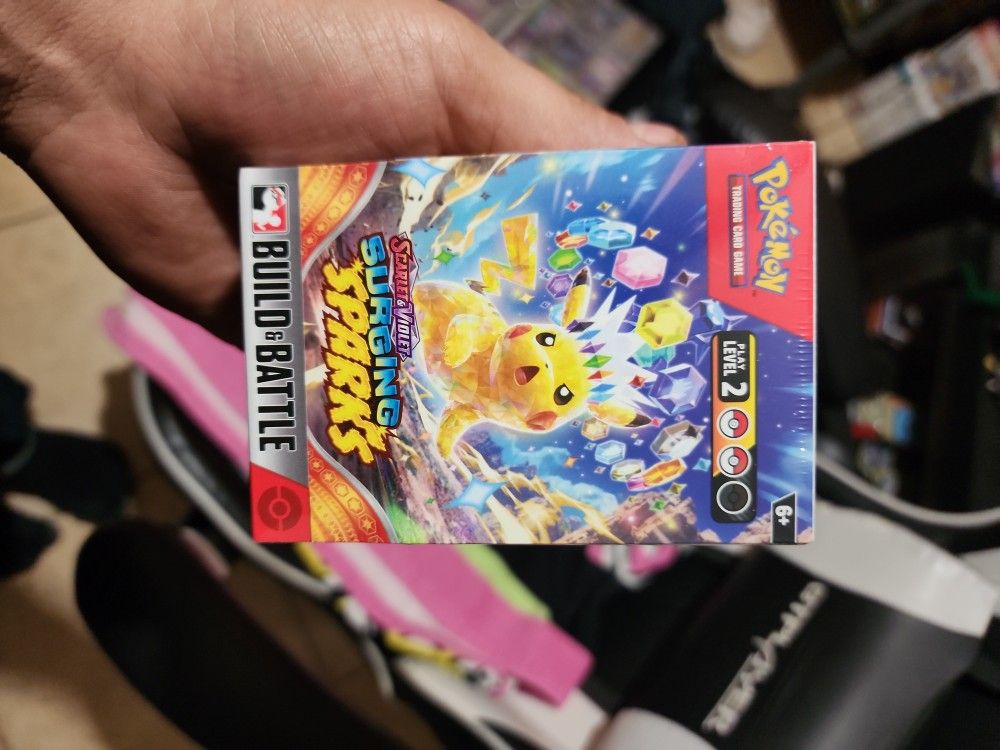 POKÉMON
TRADING CARD GAME
PLAY
LEVEL 2
SCARLET & VIOLET
SURGING
SPARKS
BUILD & BATTLE
6+